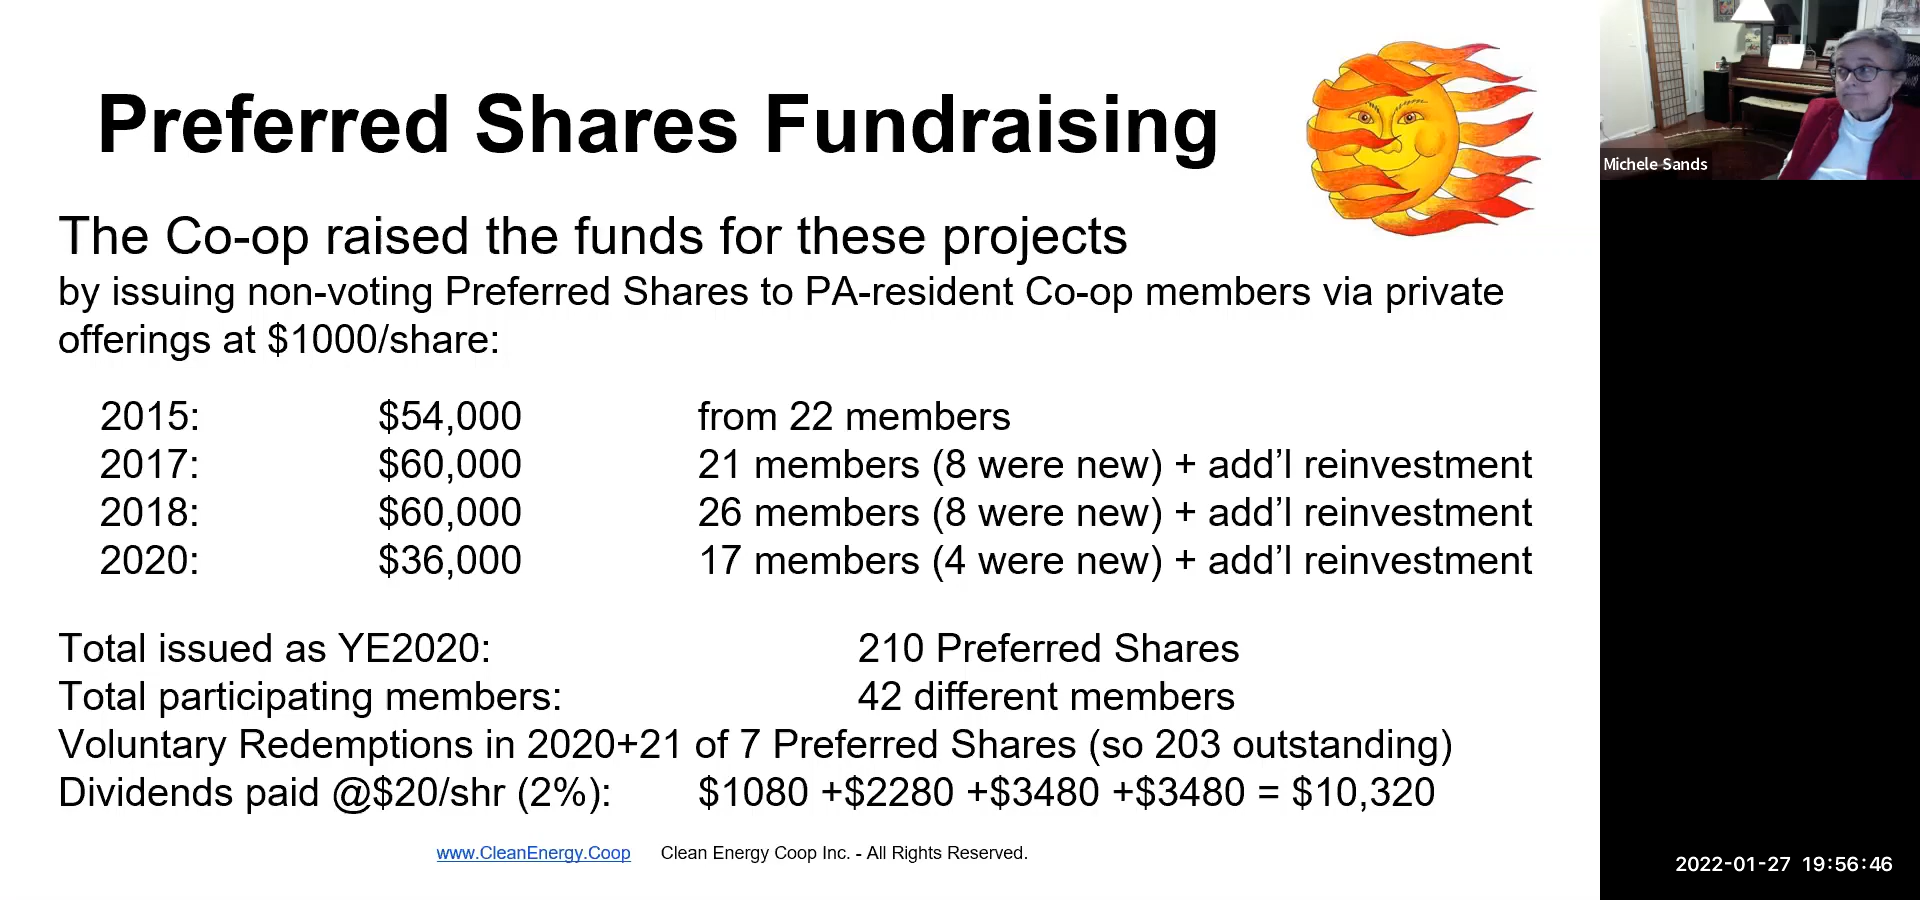 Preferred Shares Fundraising
The Co-op raised the funds for these projects
by issuing non-voting Preferred Shares to PA-resident Co-op members via private
offerings at $1000/share:
2015: $54,000 from 22 members
2017: $60,000 21 members (8 were new) + add’l reinvestment
2018: $60,000 26 members (8 were new) + add’l reinvestment
2020: $36,000 17 members (4 were new) + add’l reinvestment
Total issued as YE2020: 210 Preferred Shares
Total participating members: 42 different members
Voluntary Redemptions in 2020+21 of 7 Preferred Shares (so 203 outstanding)
Dividends paid @$20/shr (2%): $1080 +$2280 +$3480 +$3480 = $10,320
www.CleanEnergy.Coop Clean Energy Coop Inc. - All Rights Reserved.
Michele Sands
2022-01-27 19:56:46